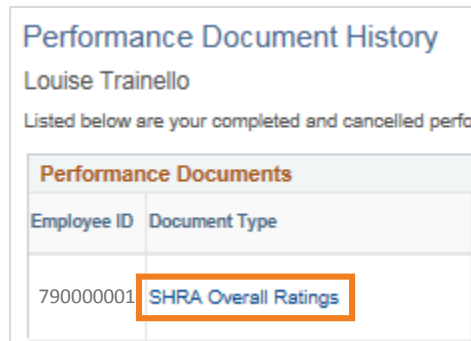 Performance Document History
Louise Trainello
Listed below are your completed and cancelled
Performance Documents
Employee ID Document Type
790000001 SHRA Overall Ratings